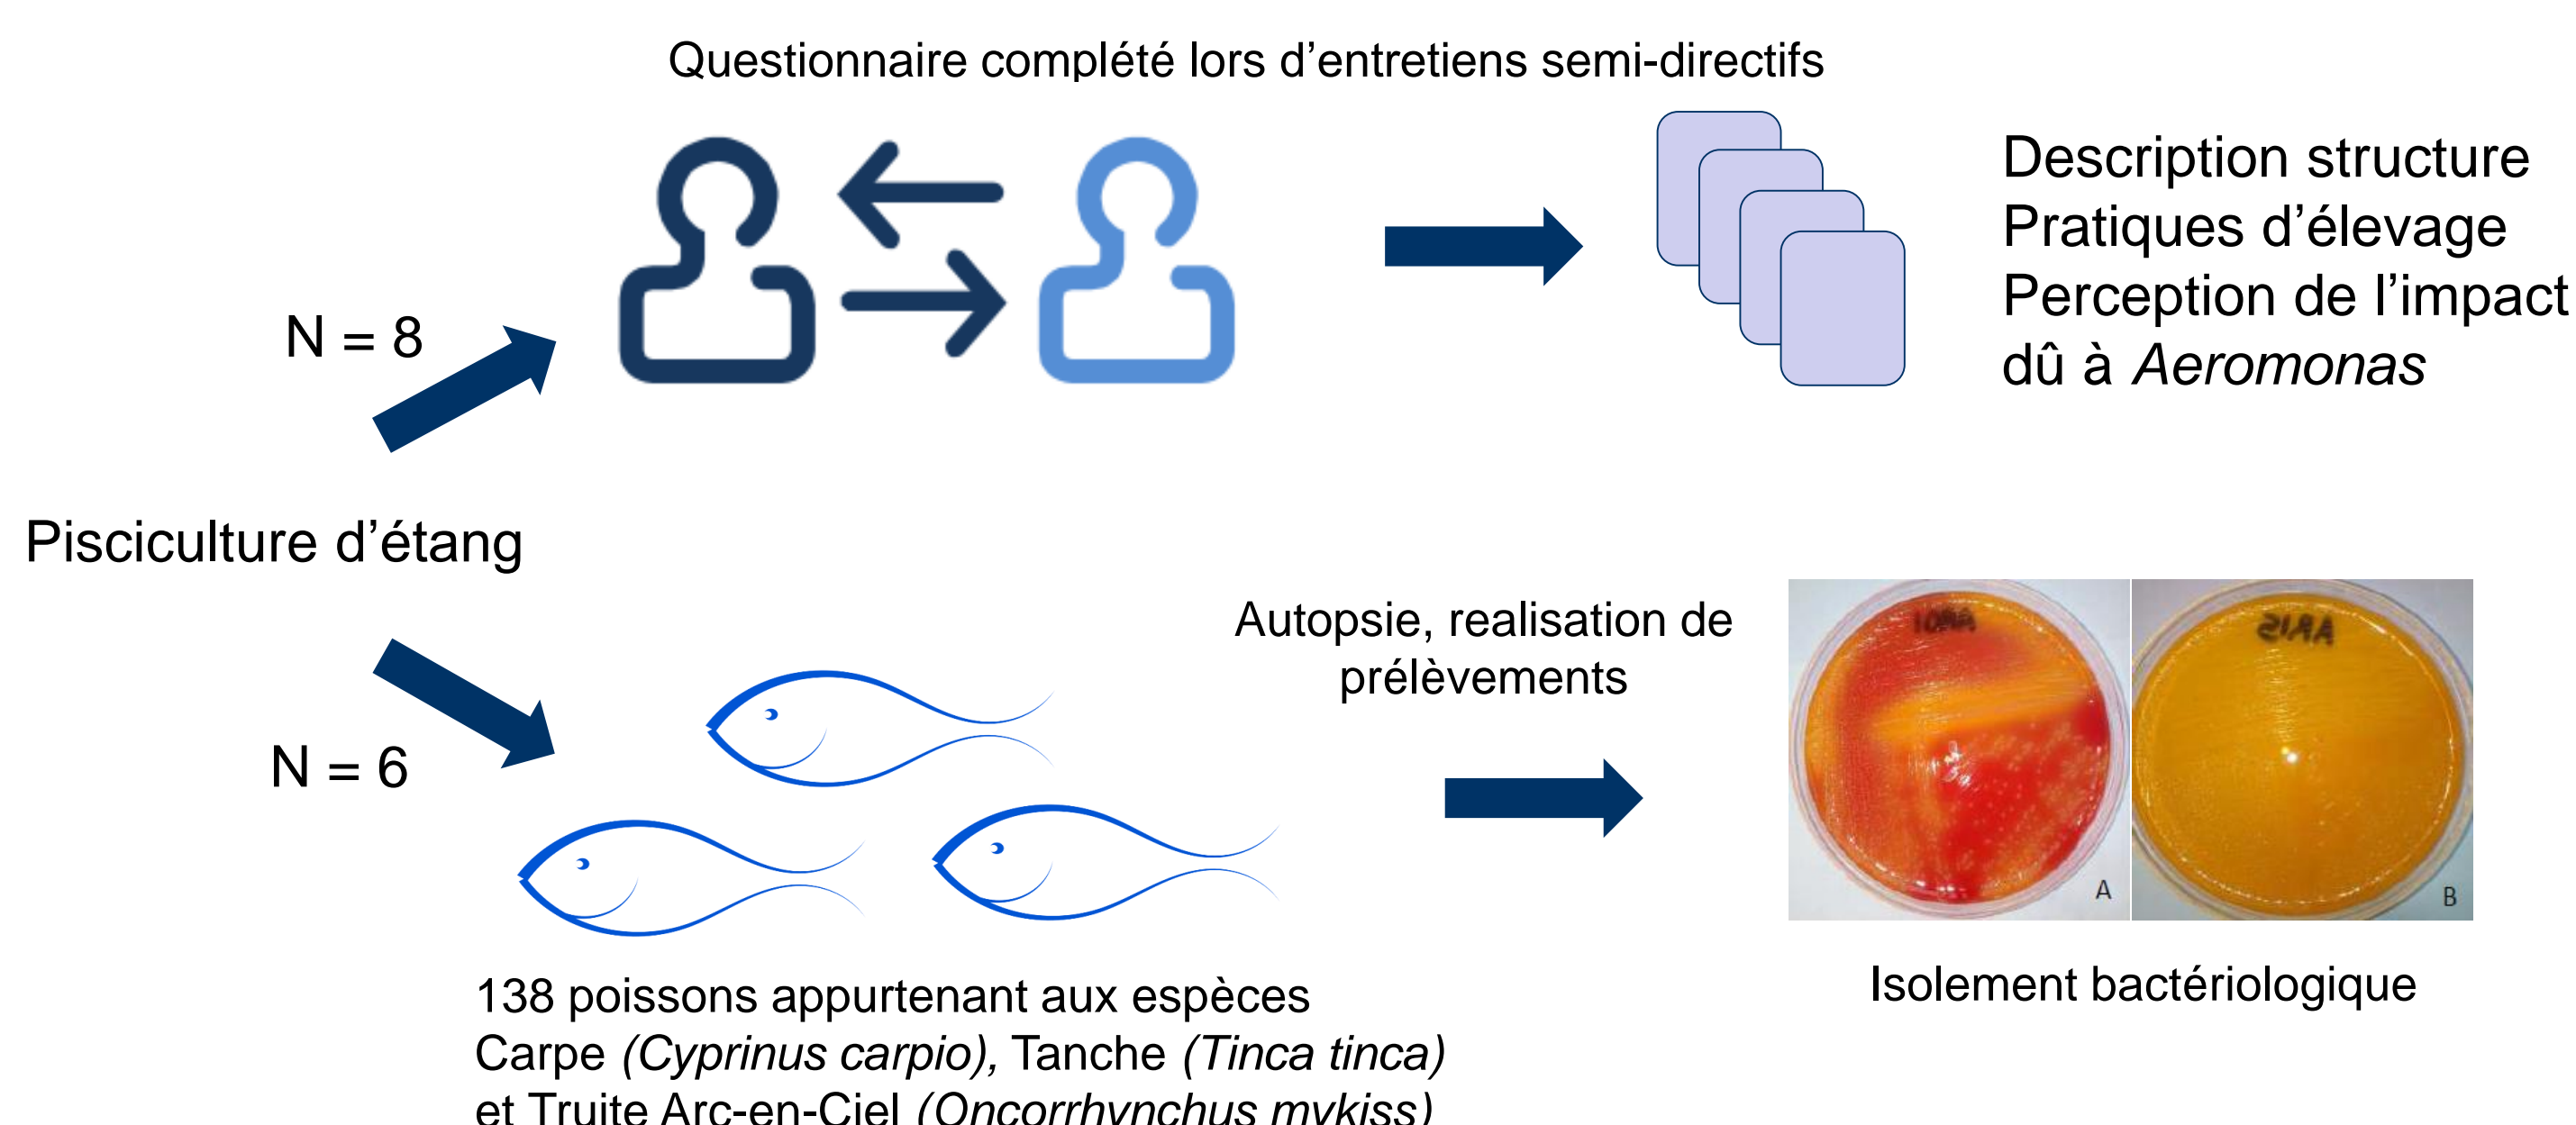 Questionnaire complété lors d’entretiens semi-directifs
Description structure
Pratiques d’élevage
Perception de l’impact
dû à Aeromonas
N = 8
Pisciculture d’étang
N = 6
Autopsie, realisation de
prélèvements
A
B
Isolement bactériologique
138 poissons appurtenant aux espèces
Carpe (Cyprinus carpio), Tanche (Tinca tinca)
et Truite Arc-en-Ciel (Oncorrhynchus mykiss)